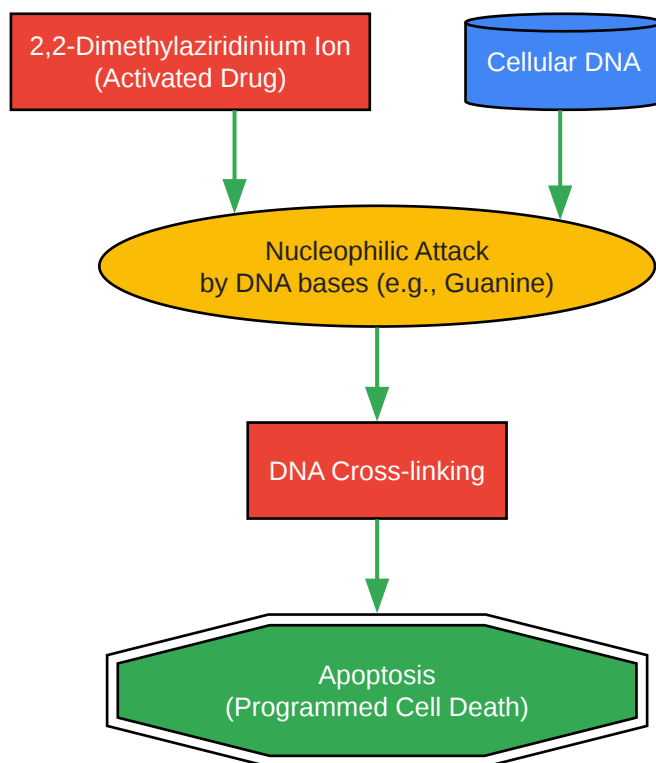 2,2-Dimethylaziridinium Ion
(Activated Drug)
Cellular DNA
Nucleophilic Attack
by DNA bases (e.g., Guanine)
DNA Cross-linking
Apoptosis
(Programmed Cell Death)